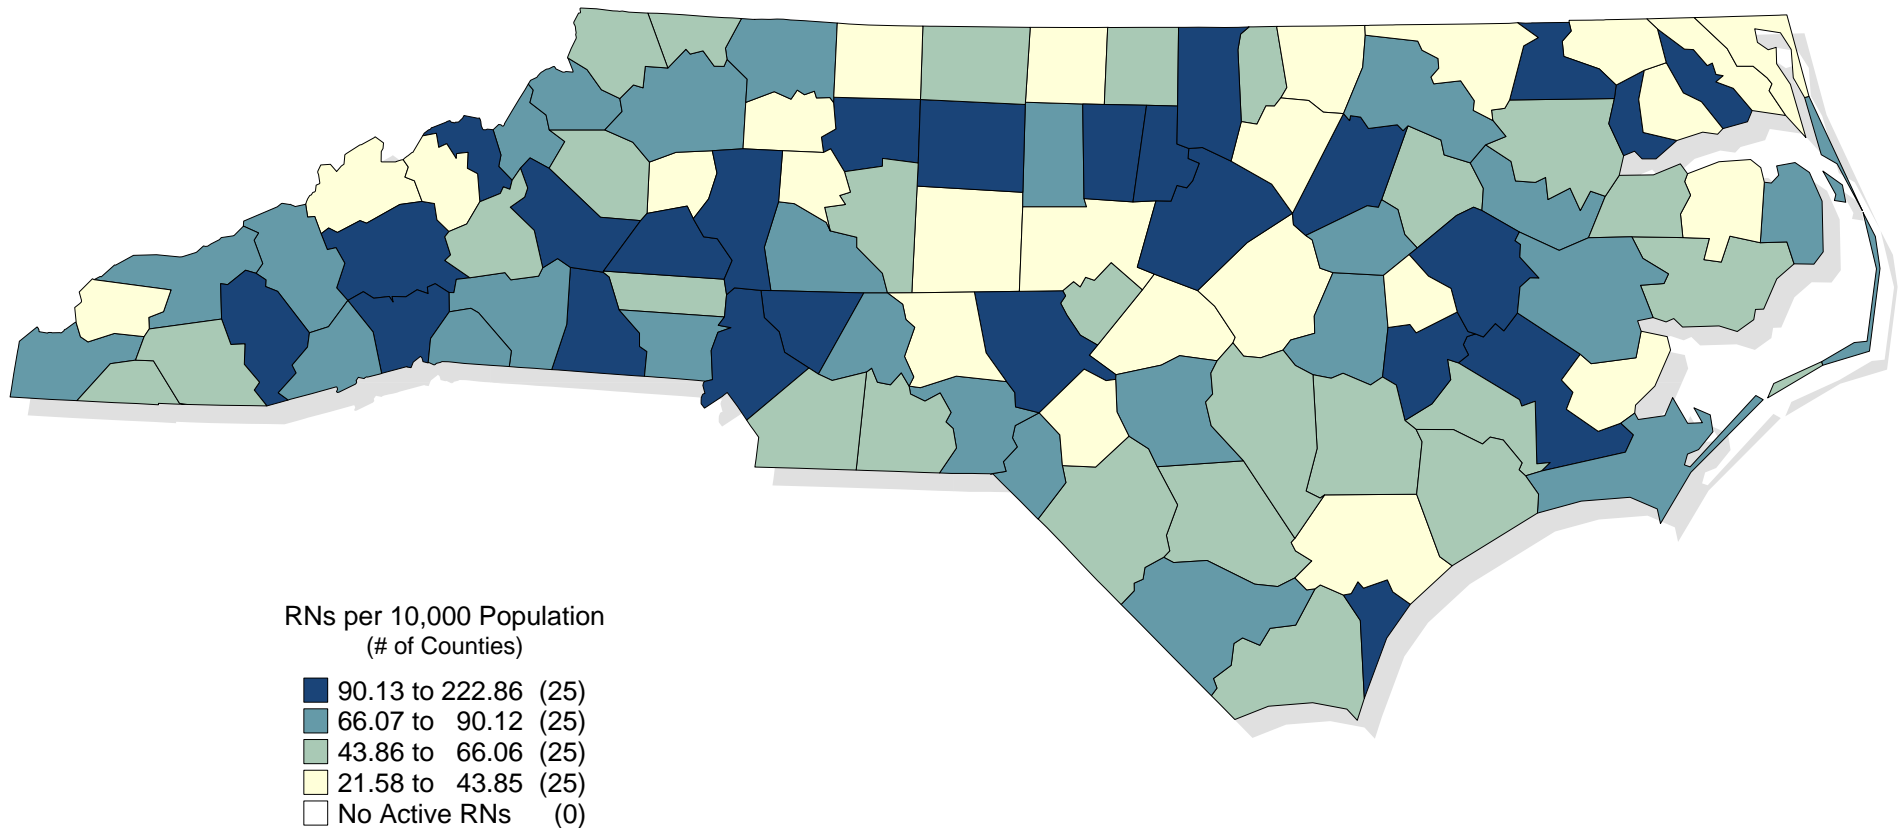 RNs per 10,000 Population
(# of Counties)
90.13 to 222.86 (25)
66.07 to 90.12 (25)
43.86 to 66.06 (25)
21.58 to 43.85 (25)
No Active RNs (0)